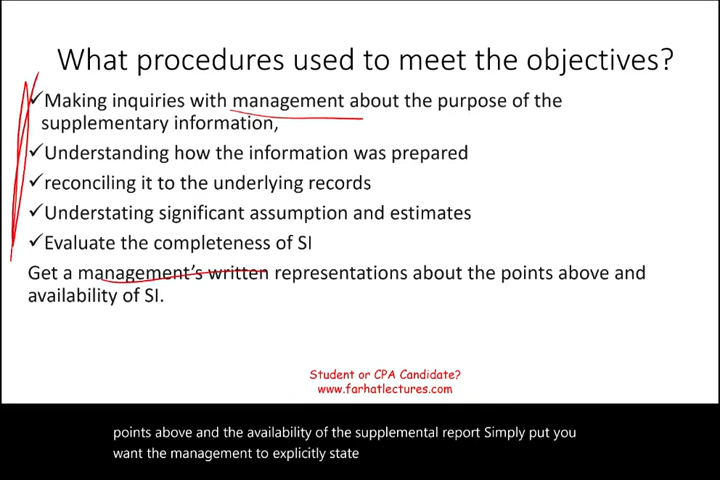 What procedures used to meet the objectives?
✓Making inquiries with management about the purpose of the
supplementary information,
✓Understanding how the information was prepared
✓reconciling it to the underlying records
✓Understating significant assumption and estimates
✓Evaluate the completeness of SI
Get a management's written representations about the points above and
availability of SI.
Student or CPA Candidate?
www.farhatlectures.com
points above and the availability of the supplemental report Simply put you
want the management to explicitly state